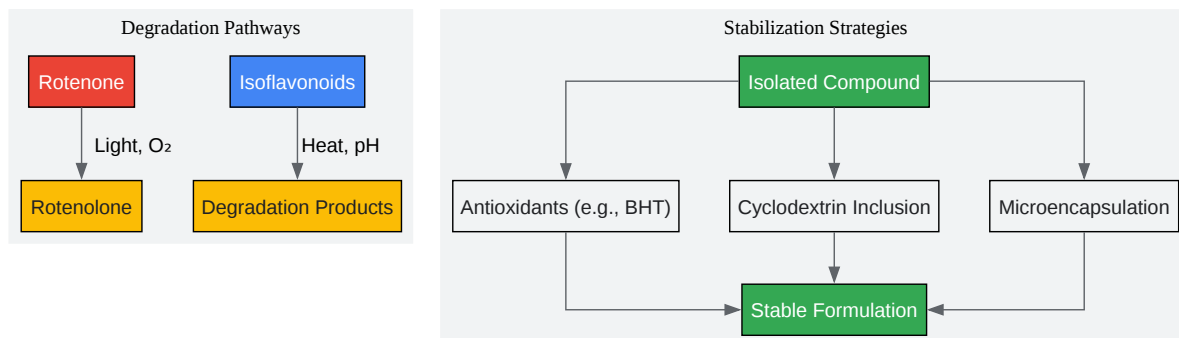 Degradation Pathways
Rotenone
Isoflavonoids
Light, O₂
Heat, pH
Rotenolone
Degradation Products
Stabilization Strategies
Isolated Compound
Antioxidants (e.g., BHT)
Cyclodextrin Inclusion
Microencapsulation
Stable Formulation